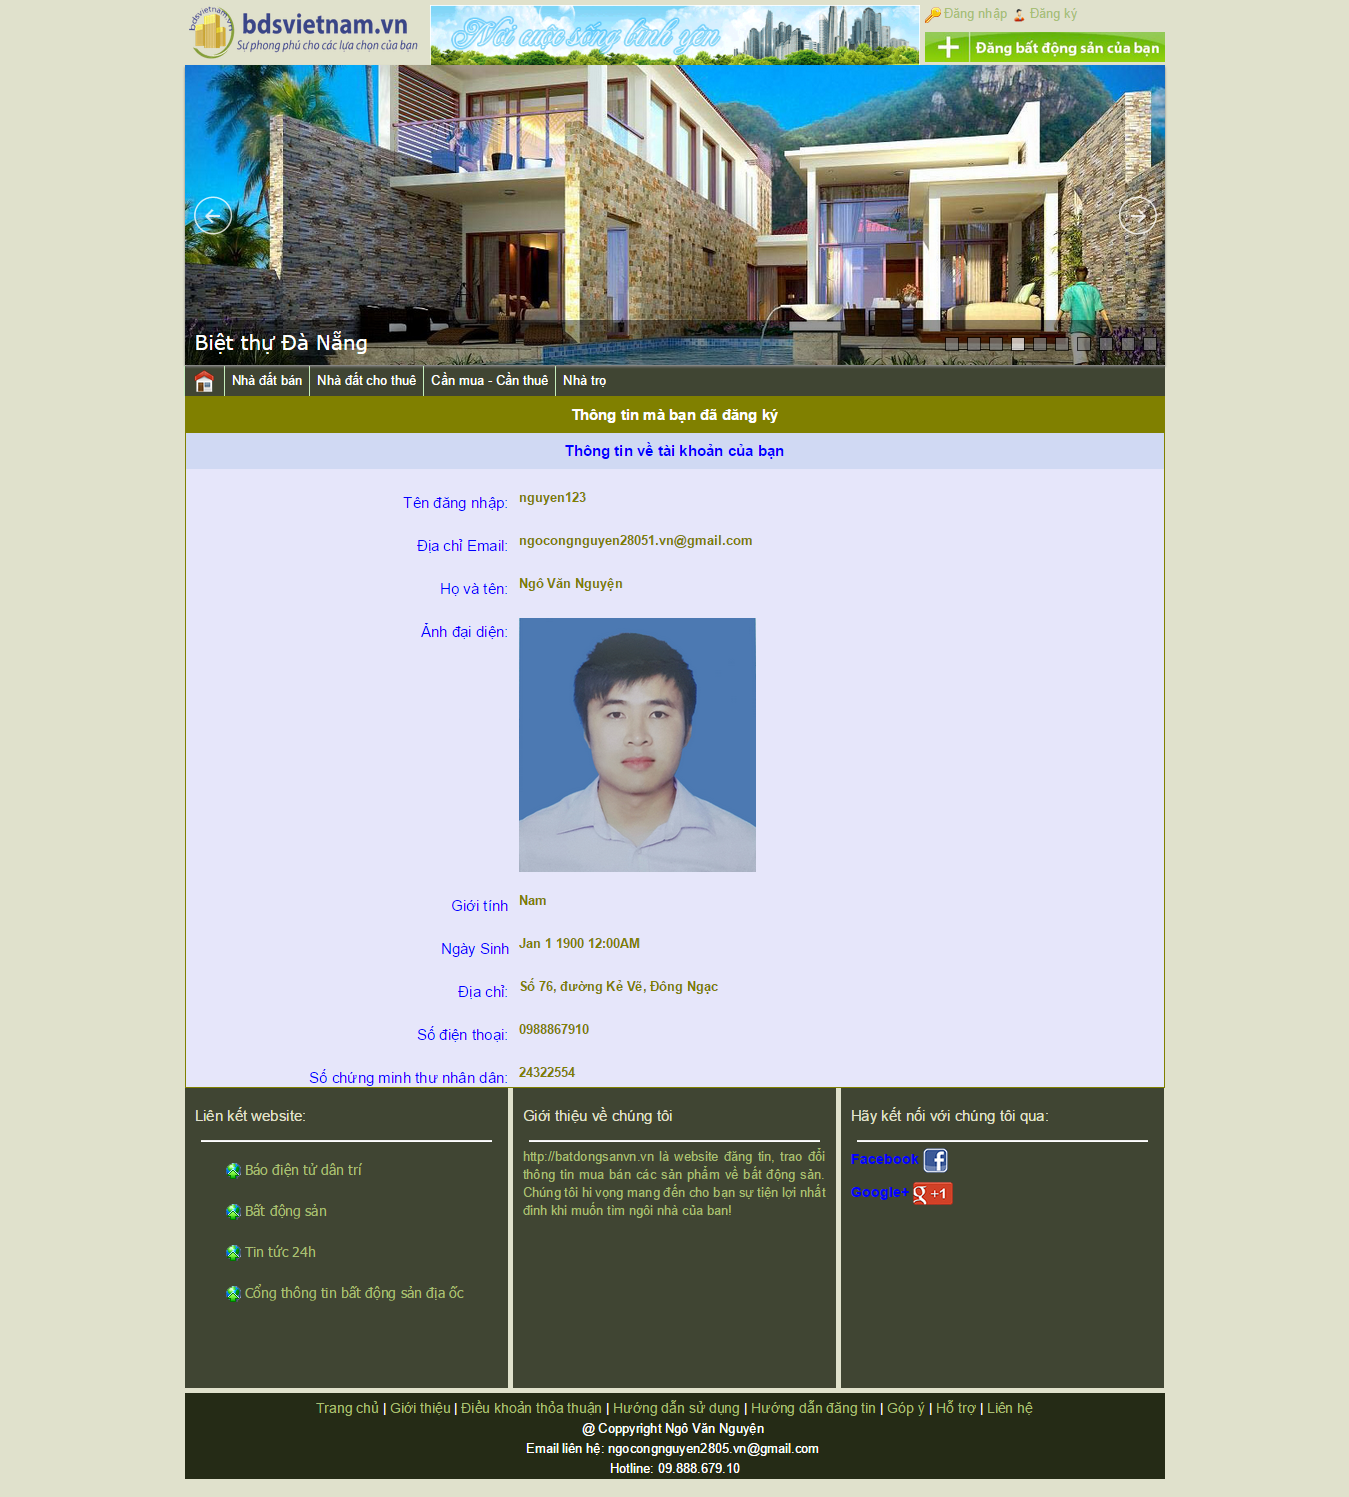 bdsvietnam.vn
bdsvietnam.vn
Sự phong phú cho các lựa chọn của bạn
Nơi cuộc sống bình yên
Đăng nhập Đăng ký
Đăng bất động sản của bạn
Biệt thự Đà Nẵng
Nhà đất bán
Nhà đất cho thuê
Cần mua - Cần thuê
Nhà trọ
Thông tin mà bạn đã đăng ký
Thông tin về tài khoản của bạn
Tên đăng nhập: nguyen123
Địa chỉ Email: ngocongnguyen28051.vn@gmail.com
Họ và tên: Ngô Văn Nguyện
Ảnh đại diện:
Giới tính Nam
Ngày Sinh Jan 1 1900 12:00AM
Địa chỉ: Số 76, đường Kẻ Vẽ, Đông Ngạc
Số điện thoại: 0988867910
Số chứng minh thư nhân dân: 24322554
Liên kết website:
Báo điện tử dân trí
Bất động sản
Tin tức 24h
Cổng thông tin bất động sản địa ốc
Giới thiệu về chúng tôi
http://batdongsanvn.vn là website đăng tin, trao đổi
thông tin mua bán các sản phẩm về bất động sản.
Chúng tôi hi vọng mang đến cho bạn sự tiện lợi nhất
đinh khi muốn tìm ngôi nhà của ban!
Hãy kết nối với chúng tôi qua:
Facebook f
Google+ g +1
Trang chủ | Giới thiệu | Điều khoản thỏa thuận | Hướng dẫn sử dụng | Hướng dẫn đăng tin | Góp ý | Hỗ trợ | Liên hệ
@ Coppyright Ngô Văn Nguyện
Email liên hệ: ngocongnguyen2805.vn@gmail.com
Hotline: 09.888.679.10